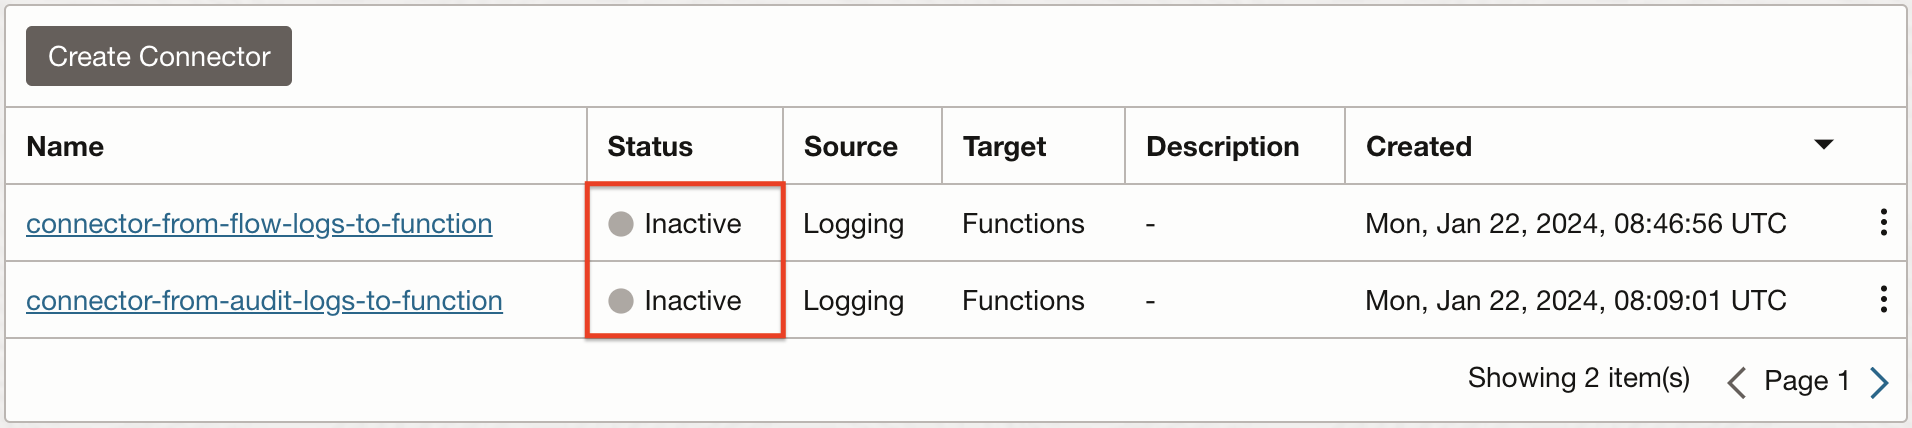 Create Connector
Name Status Source Target Description Created
connector-from-flow-logs-to-function Inactive Logging Functions - Mon, Jan 22, 2024, 08:46:56 UTC
connector-from-audit-logs-to-function Inactive Logging Functions - Mon, Jan 22, 2024, 08:09:01 UTC
Showing 2 item(s) Page 1